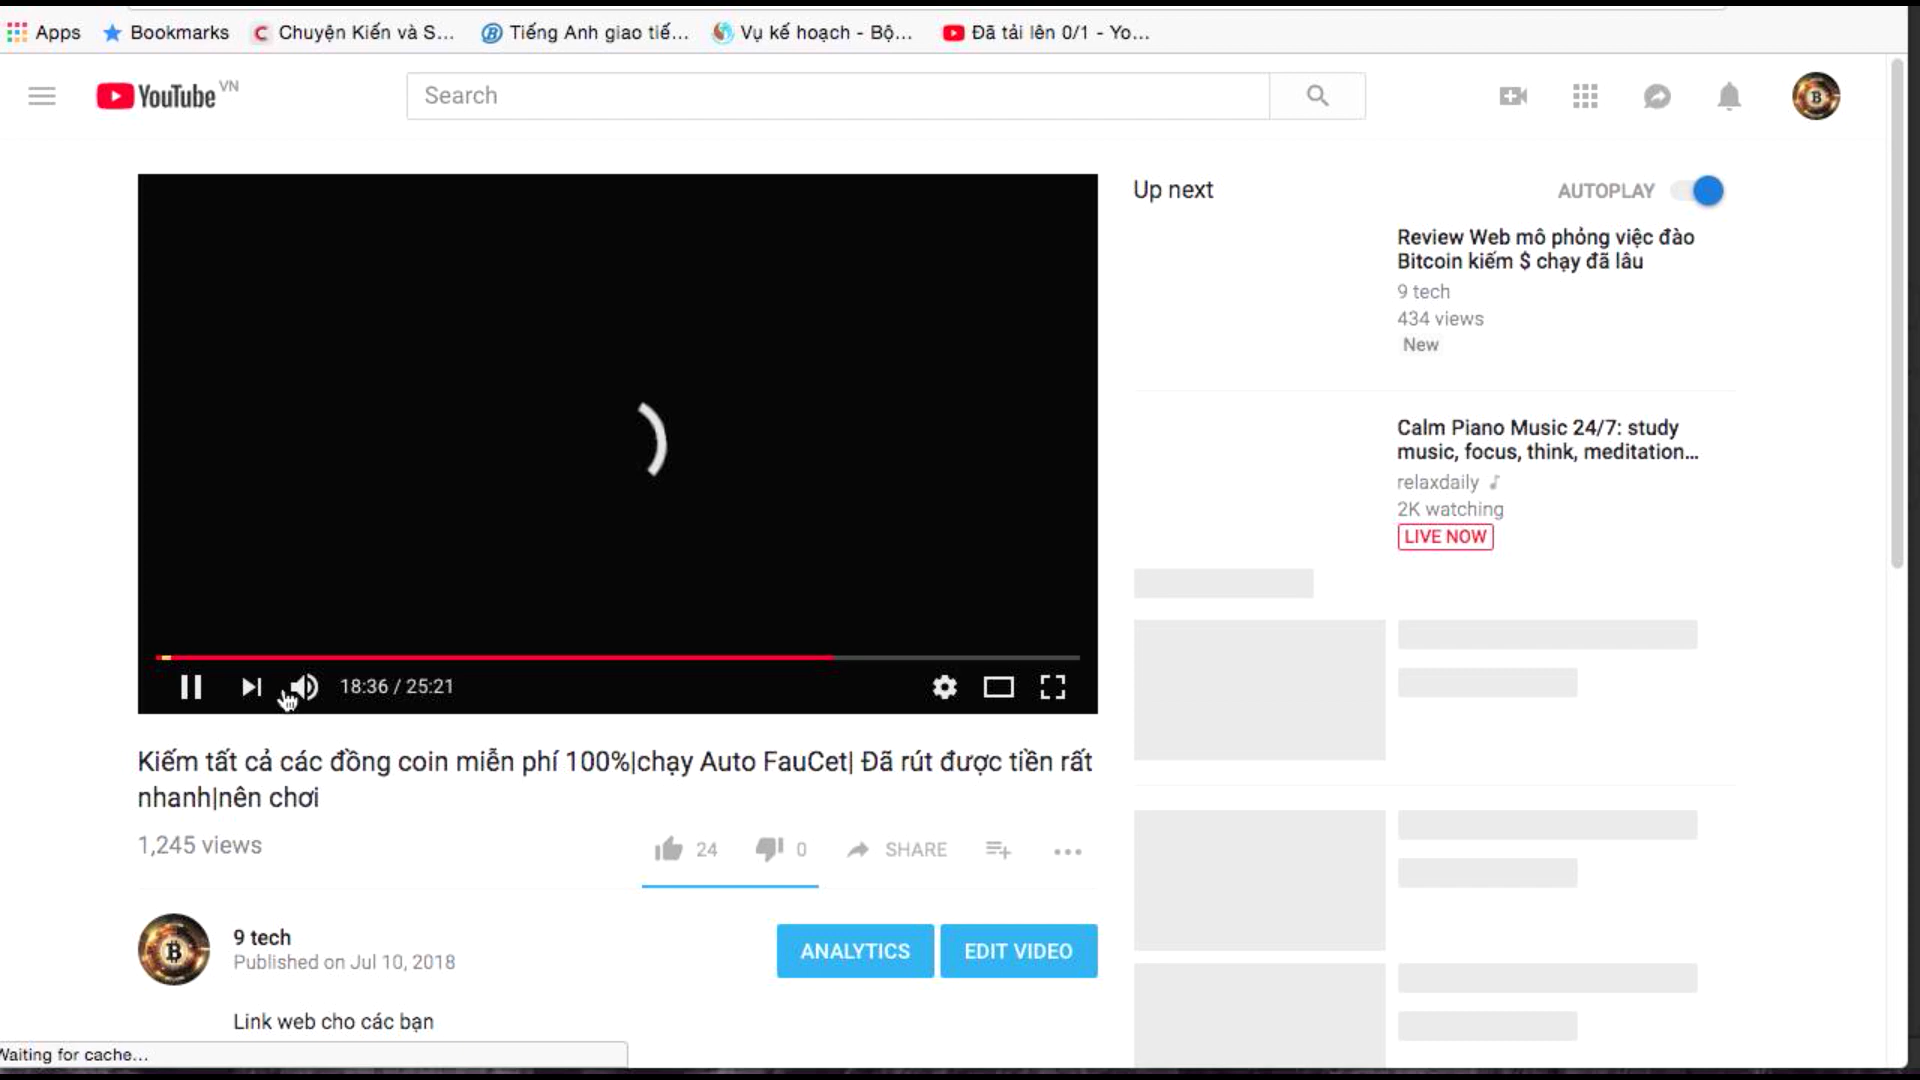 Apps Bookmarks Chuyện Kiến và S... Tiếng Anh giao tiế... Vụ kế hoạch - Bộ... Đã tải lên 0/1 - Yo...
YouTube VN
Search
Up next
AUTOPLAY
Review Web mô phỏng việc đào
Bitcoin kiếm $ chạy đã lâu
9 tech
434 views
New
Calm Piano Music 24/7: study
music, focus, think, meditation...
relaxdaily
2K watching
LIVE NOW
18:36 / 25:21
Kiếm tất cả các đồng coin miễn phí 100%|chạy Auto FauCet| Đã rút được tiền rất
nhanh|nên chơi
1,245 views
24 0 SHARE
9 tech
Published on Jul 10, 2018
ANALYTICS EDIT VIDEO
Link web cho các bạn
Waiting for cache...